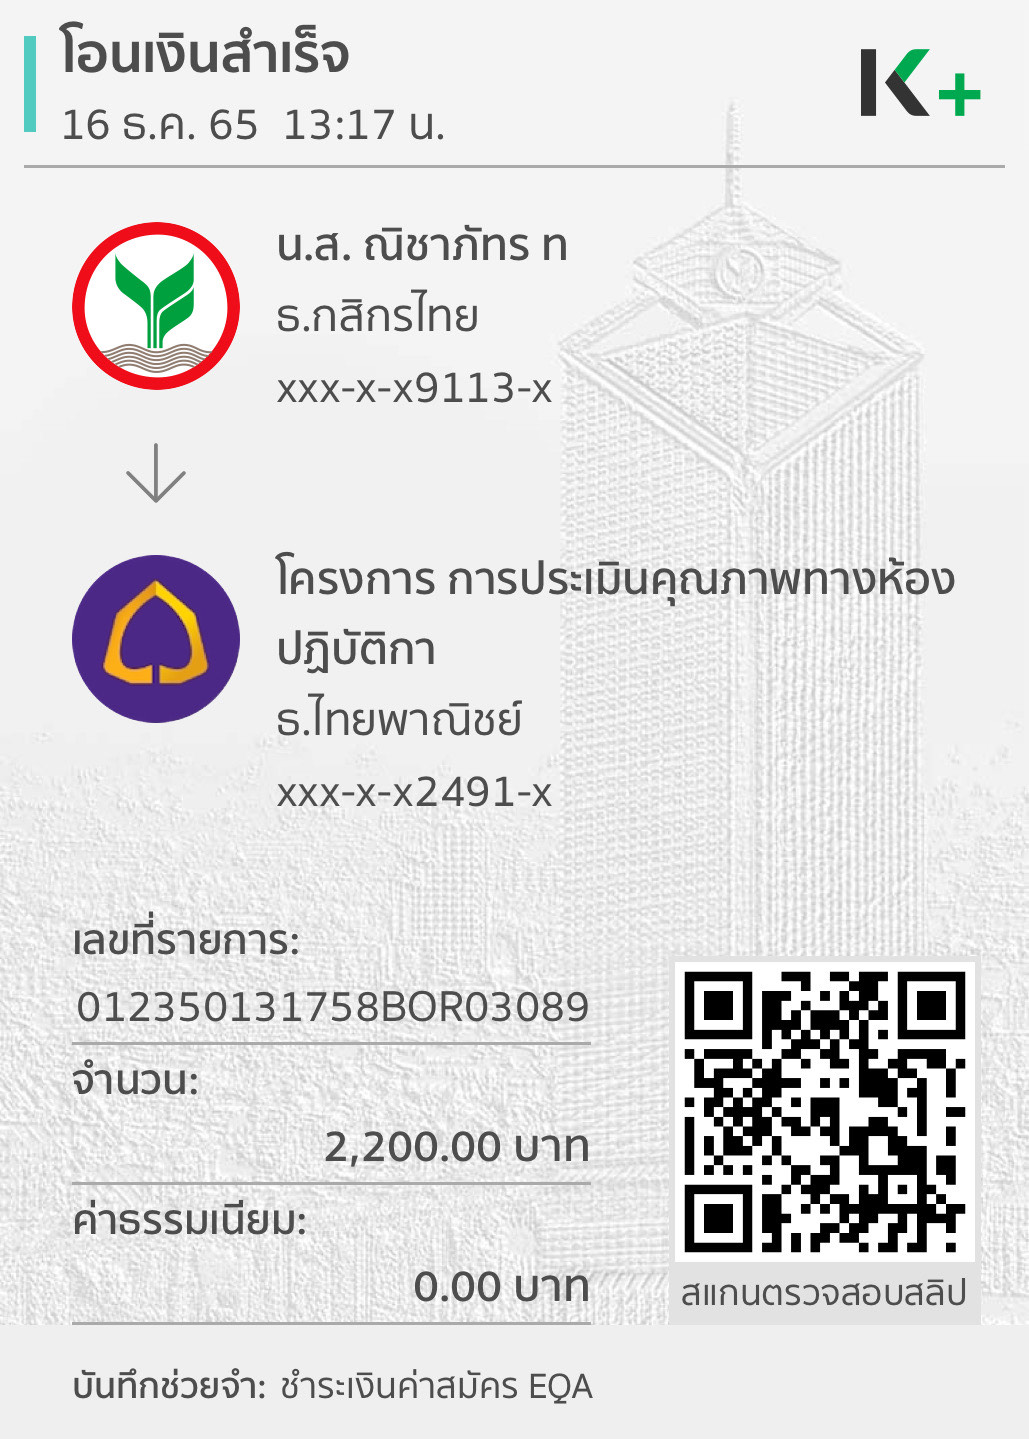 โอนเงินสำเร็จ
16 ธ.ค. 65 13:17 น.
K+
น.ส. ณิชาภัทร ท
ธ.กสิกรไทย
xxx-x-x9113-x
โครงการ การประเมินคุณภาพทางห้อง
ปฏิบัติกา
ธ.ไทยพาณิชย์
xxx-x-x2491-x
เลขที่รายการ:
012350131758BOR03089
จำนวน:
2,200.00 บาท
ค่าธรรมเนียม:
0.00 บาท
สแกนตรวจสอบสลิป
บันทึกช่วยจำ: ชำระเงินค่าสมัคร EQA